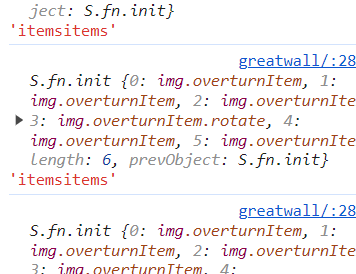 ject: S.fn.init}
'itemsitems'
greatwall/:28
S.fn.init {0: img.overturnItem, 1:
img.overturnItem, 2: img.overturnIte
3: img.overturnItem.rotate, 4:
img.overturnItem, 5: img.overturnIte
length: 6, prevObject: S.fn.init}
'itemsitems'
greatwall/:28
S.fn.init {0: img.overturnItem, 1:
img.overturnItem, 2: img.overturnIte
3: img.overturnItem, 4: